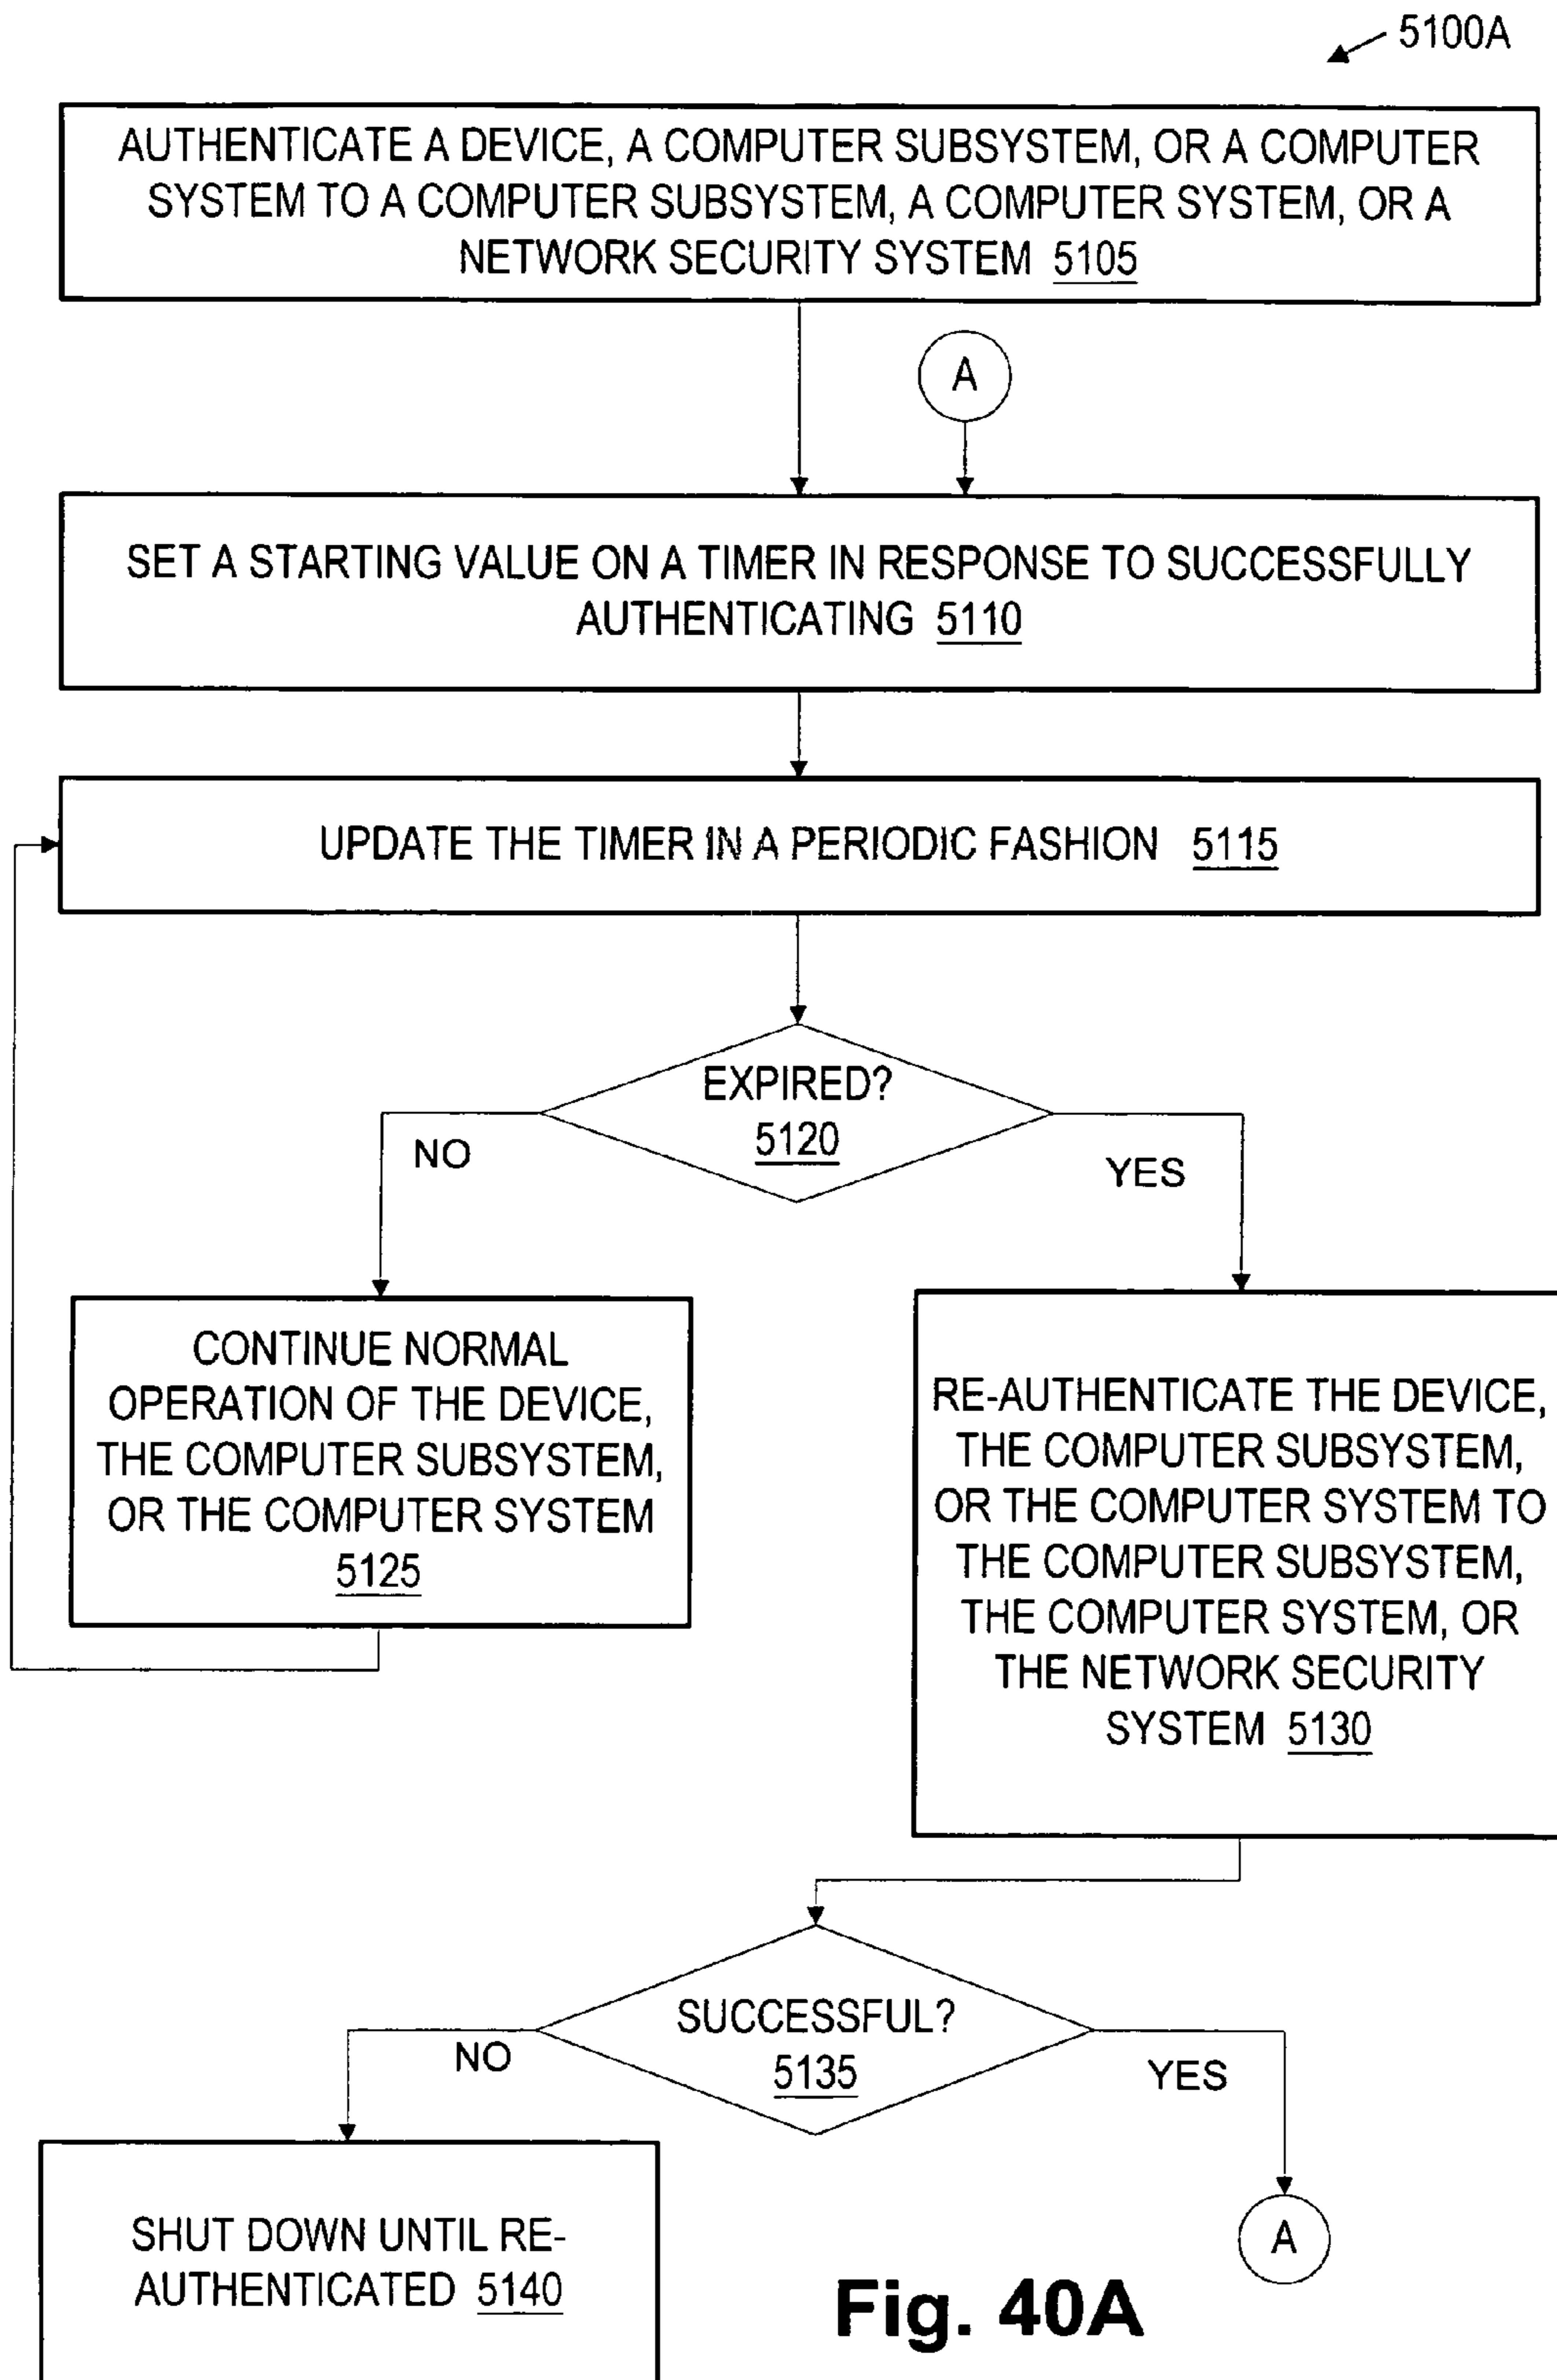 5100A
AUTHENTICATE A DEVICE, A COMPUTER SUBSYSTEM, OR A COMPUTER
SYSTEM TO A COMPUTER SUBSYSTEM, A COMPUTER SYSTEM, OR A
NETWORK SECURITY SYSTEM 5105
A
SET A STARTING VALUE ON A TIMER IN RESPONSE TO SUCCESSFULLY
AUTHENTICATING 5110
UPDATE THE TIMER IN A PERIODIC FASHION 5115
EXPIRED?
5120
NO
YES
CONTINUE NORMAL
OPERATION OF THE DEVICE,
THE COMPUTER SUBSYSTEM,
OR THE COMPUTER SYSTEM
5125
RE-AUTHENTICATE THE DEVICE,
THE COMPUTER SUBSYSTEM,
OR THE COMPUTER SYSTEM TO
THE COMPUTER SUBSYSTEM,
THE COMPUTER SYSTEM, OR
THE NETWORK SECURITY
SYSTEM 5130
SUCCESSFUL?
5135
NO
YES
SHUT DOWN UNTIL RE-
AUTHENTICATED 5140
A
Fig. 40A